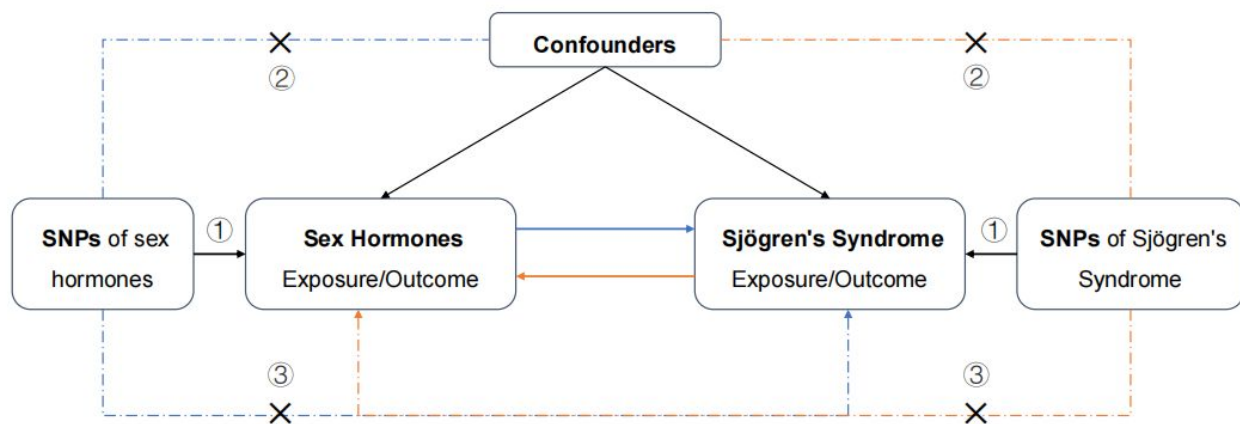 Confounders
②
②
SNPs of sex
hormones
①
Sex Hormones
Exposure/Outcome
Sjögren's Syndrome
Exposure/Outcome
①
SNPs of Sjögren's
Syndrome
③
③